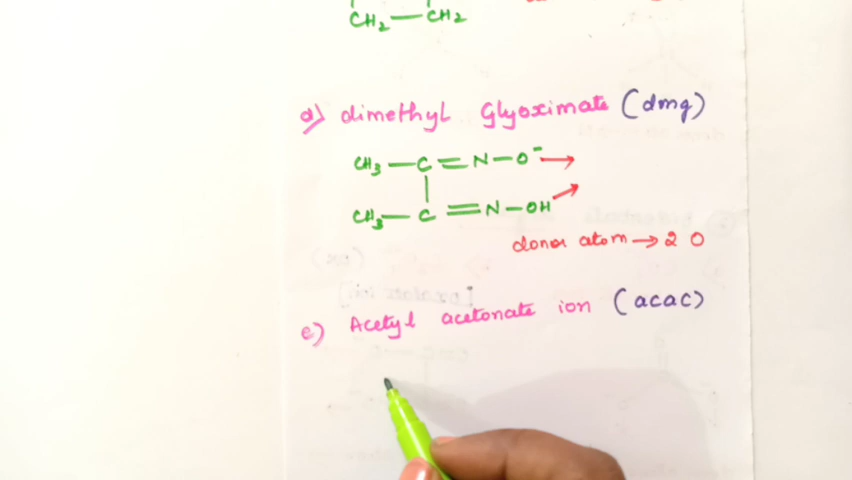 CH₂ — CH₂
d) dimethyl Glyoximate (dmg)
CH₃ — C = N — O⁻ →
CH₃ — C = N — OH →
donor atom → 2 O
e) Acetyl acetonate ion (acac)